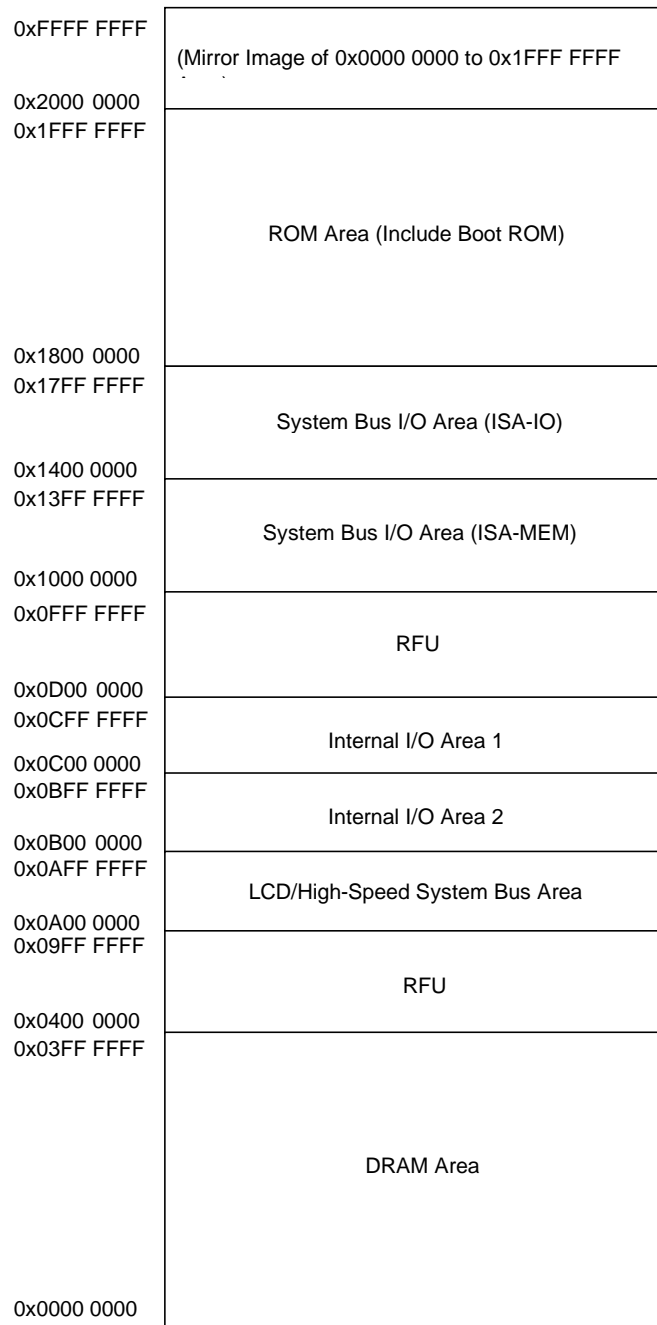 0xFFFF FFFF
(Mirror Image of 0x0000 0000 to 0x1FFF FFFF
0x2000 0000
0x1FFF FFFF
ROM Area (Include Boot ROM)
0x1800 0000
0x17FF FFFF
System Bus I/O Area (ISA-IO)
0x1400 0000
0x13FF FFFF
System Bus I/O Area (ISA-MEM)
0x1000 0000
0x0FFF FFFF
RFU
0x0D00 0000
0x0CFF FFFF
Internal I/O Area 1
0x0C00 0000
0x0BFF FFFF
Internal I/O Area 2
0x0B00 0000
0x0AFF FFFF
LCD/High-Speed System Bus Area
0x0A00 0000
0x09FF FFFF
RFU
0x0400 0000
0x03FF FFFF
DRAM Area
0x0000 0000